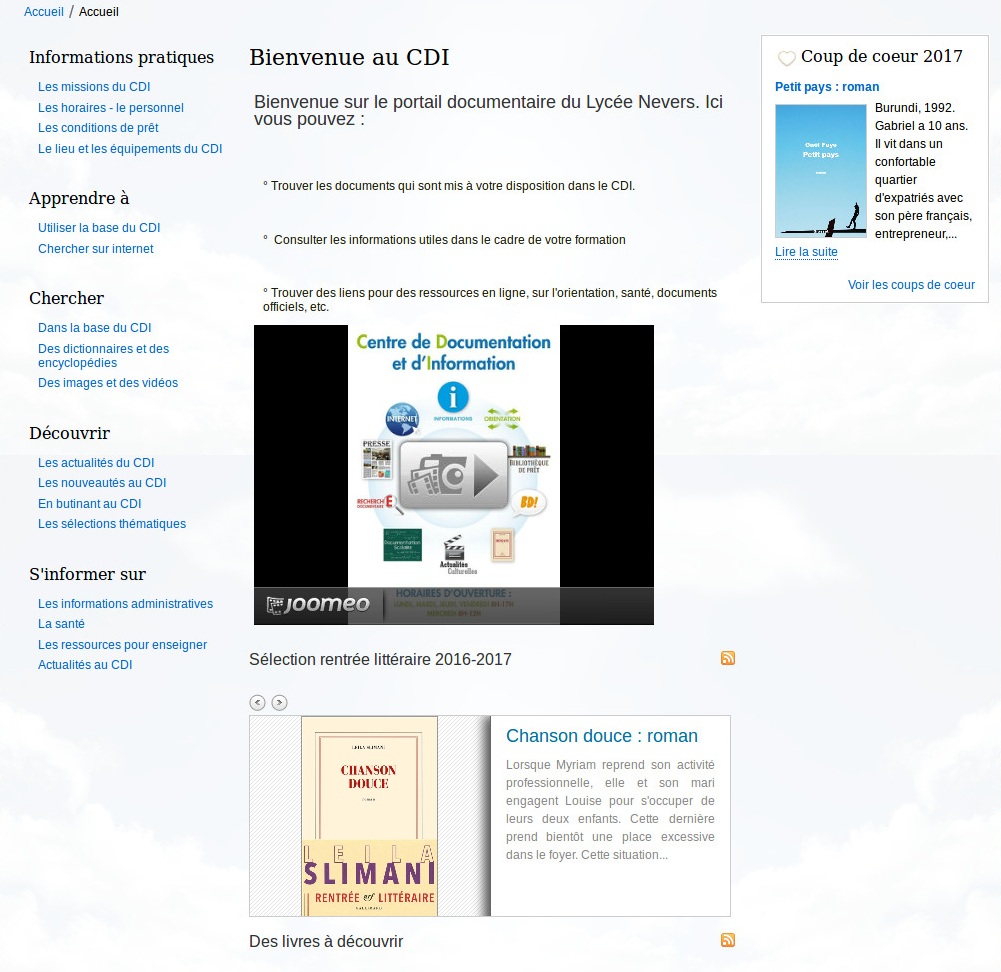 Accueil / Accueil
Informations pratiques
Les missions du CDI
Les horaires - le personnel
Les conditions de prêt
Le lieu et les équipements du CDI
Apprendre à
Utiliser la base du CDI
Chercher sur internet
Chercher
Dans la base du CDI
Des dictionnaires et des
encyclopédies
Des images et des vidéos
Découvrir
Les actualités du CDI
Les nouveautés au CDI
En butinant au CDI
Les sélections thématiques
S'informer sur
Les informations administratives
La santé
Les ressources pour enseigner
Actualités au CDI
Bienvenue au CDI
Bienvenue sur le portail documentaire du Lycée Nevers. Ici
vous pouvez :
° Trouver les documents qui sont mis à votre disposition dans le CDI.
° Consulter les informations utiles dans le cadre de votre formation
° Trouver des liens pour des ressources en ligne, sur l'orientation, santé, documents
officiels, etc.
Centre de Documentation
et d'Information
INFORMATIONS
INTERNET
ORIENTATION
PRESSE
BIBLIOTHÈQUE
DE PRÊT
RECHERCHE
DOCUMENTAIRE
BD!
Documentation
Scolaire
Actualités
Culturelles
HORAIRES D'OUVERTURE :
LUNDI, MARDI, JEUDI, VENDREDI 8H-17H
MERCREDI 8H-12H
joomeo
Sélection rentrée littéraire 2016-2017
LEILA SLIMANI
CHANSON
DOUCE
ROMAN
LEILA
SLIMANI
RENTRÉE en LITTÉRAIRE
GALLIMARD
Chanson douce : roman
Lorsque Myriam reprend son activité
professionnelle, elle et son mari
engagent Louise pour s'occuper de
leurs deux enfants. Cette dernière
prend bientôt une place excessive
dans le foyer. Cette situation...
Des livres à découvrir
Coup de coeur 2017
Petit pays : roman
Gaël Faye
Petit pays
Burundi, 1992.
Gabriel a 10 ans.
Il vit dans un
confortable
quartier
d'expatriés avec
son père français,
entrepreneur,...
Lire la suite
Voir les coups de coeur